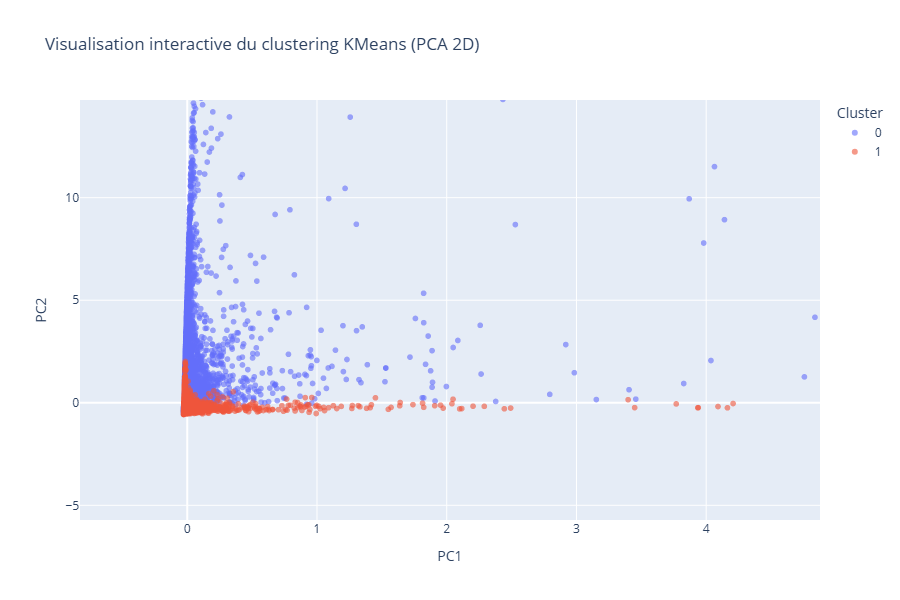 Visualisation interactive du clustering KMeans (PCA 2D)
Cluster
0
1
10
5
0
−5
PC2
0 1 2 3 4
PC1